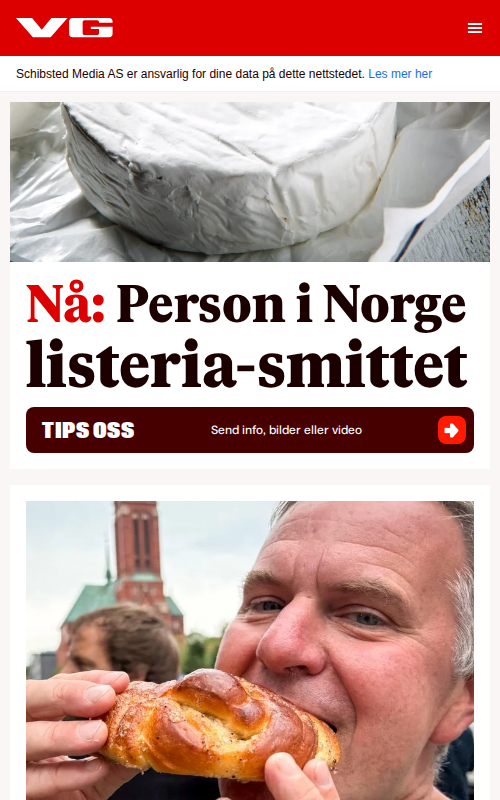 VG
Schibsted Media AS er ansvarlig for dine data på dette nettstedet. Les mer her
Nå: Person i Norge
listeria-smittet
TIPS OSS
Send info, bilder eller video